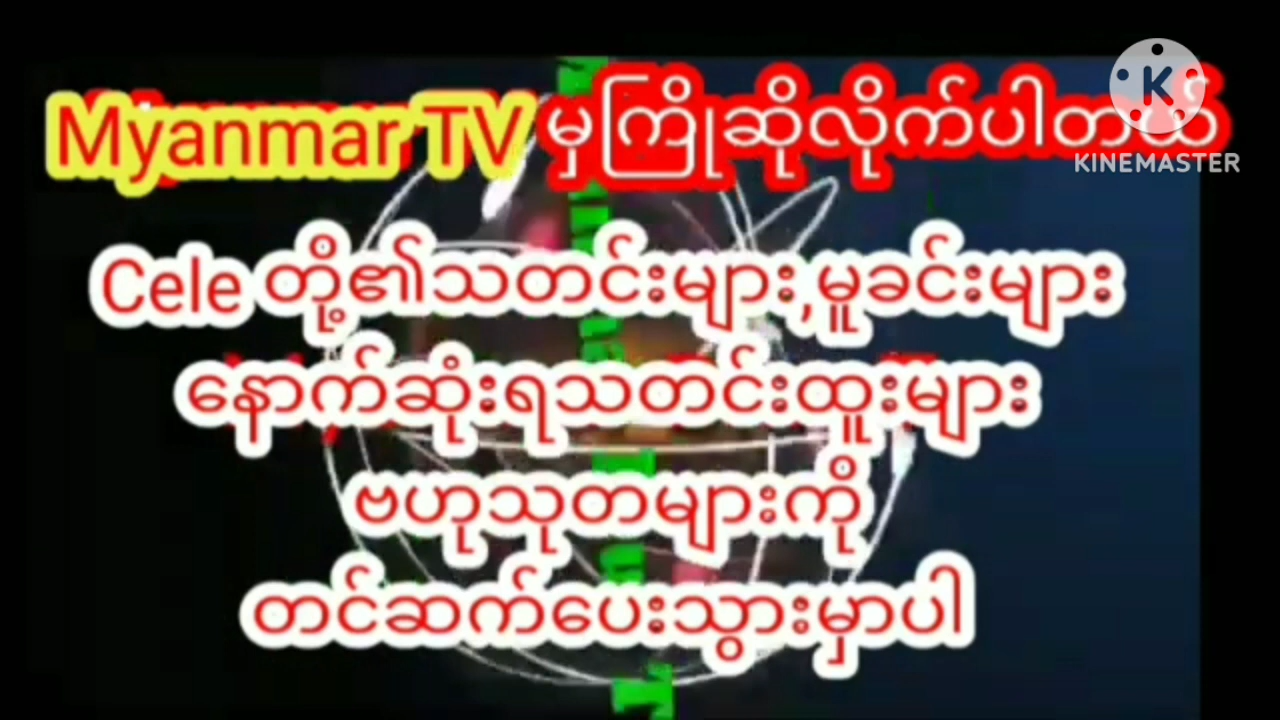 Myanmar TV မှကြိုဆိုလိုက်ပါတယ်
K
KINEMASTER
Cele တို့၏သတင်းများ,မူခင်းများ
နောက်ဆုံးရသတင်းထူးများ
ဗဟုသုတများကို
တင်ဆက်ပေးသွားမှာပါ